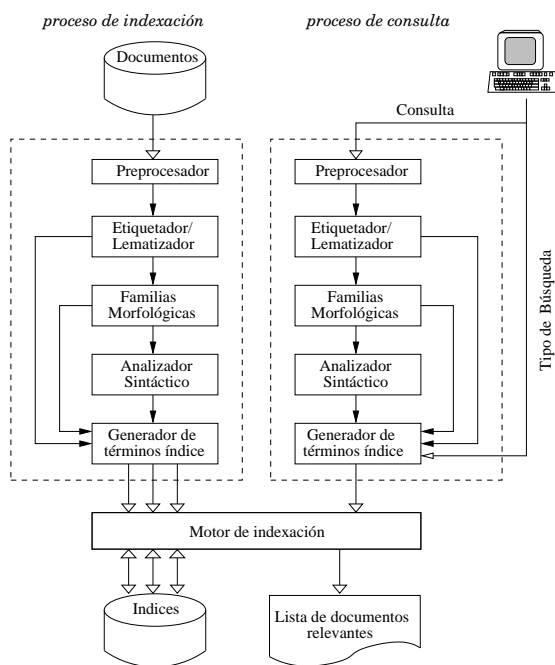 proceso de indexación
proceso de consulta
Documentos
Consulta
Preprocesador
Etiquetador/
Lematizador
Familias
Morfológicas
Analizador
Sintáctico
Generador de
términos índice
Preprocesador
Etiquetador/
Lematizador
Familias
Morfológicas
Analizador
Sintáctico
Generador de
términos índice
Tipo de Búsqueda
Motor de indexación
Indices
Lista de documentos
relevantes